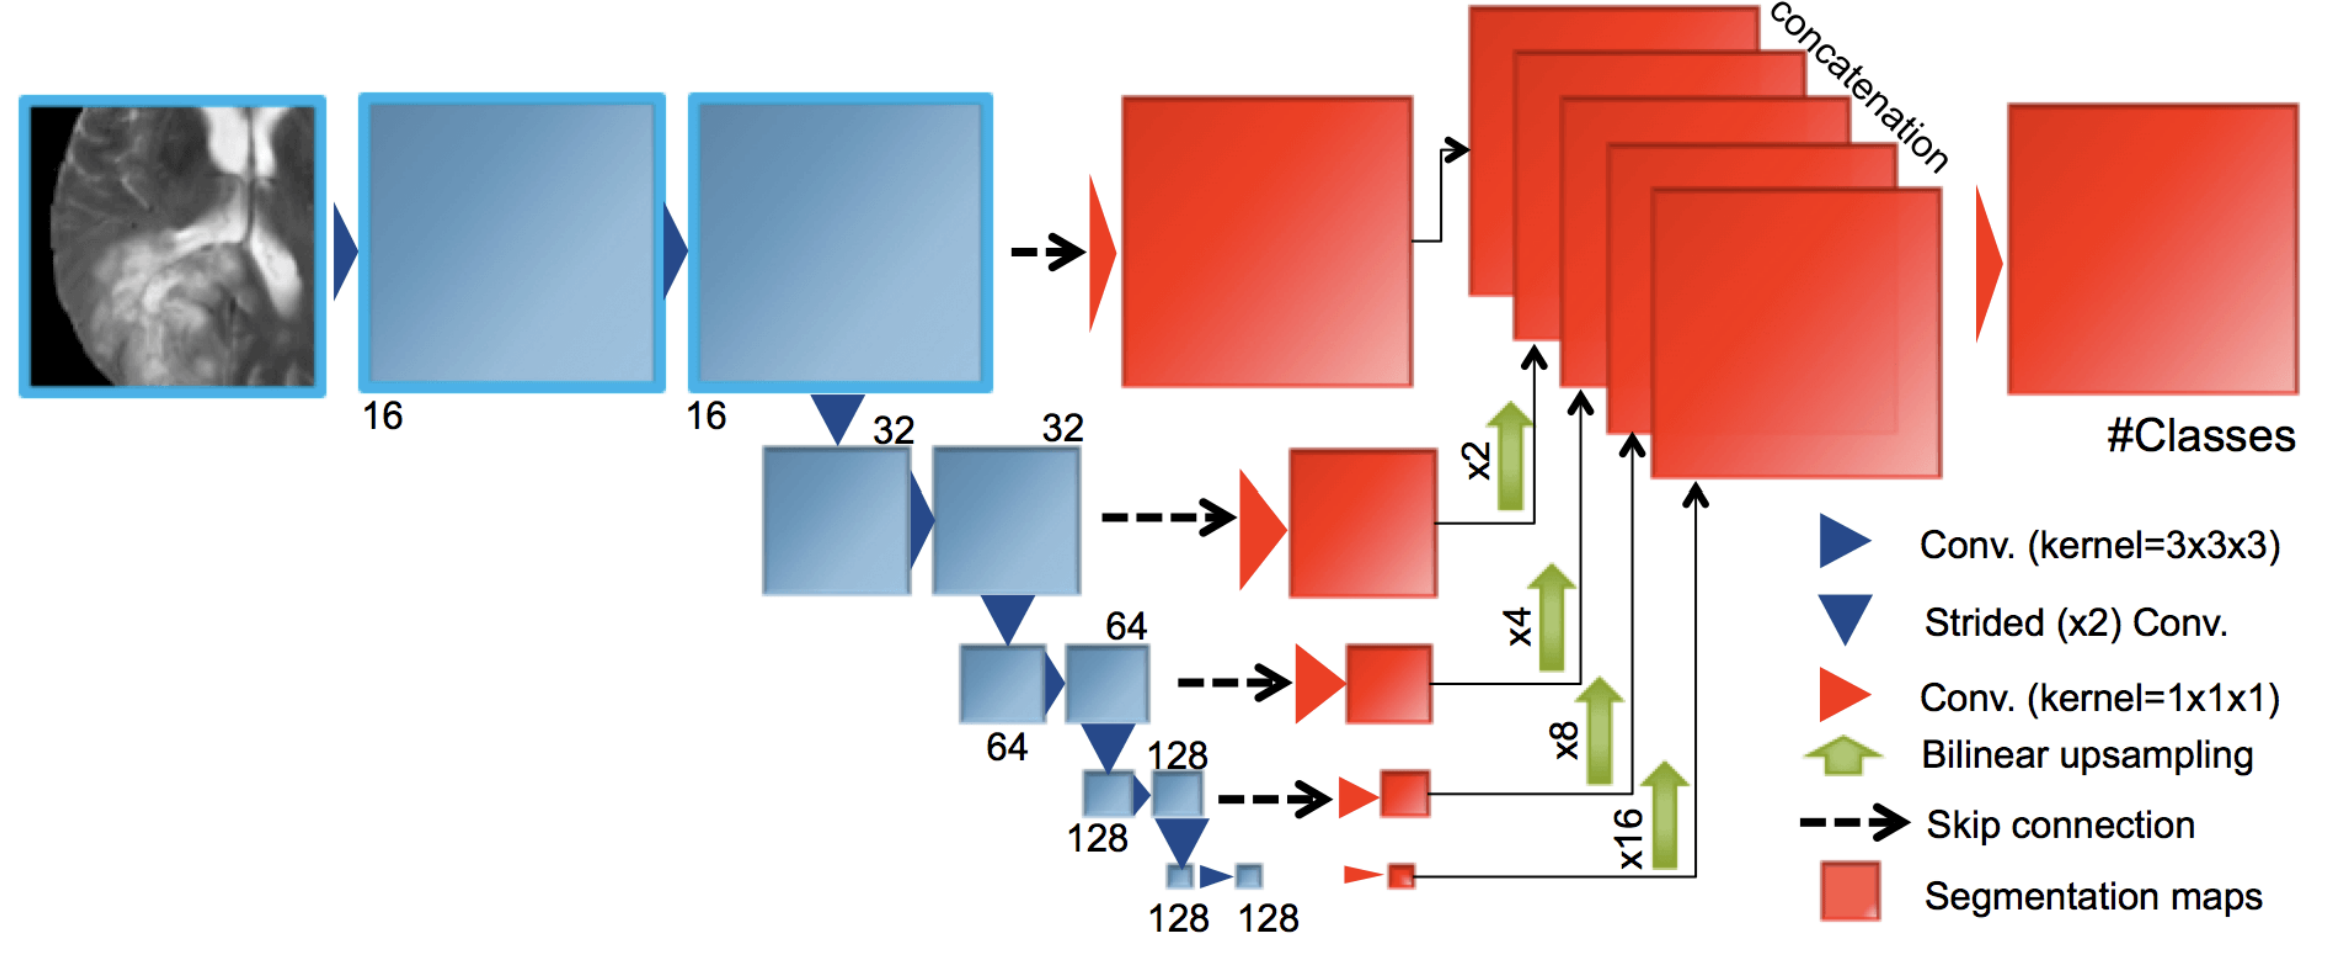 concatenation
16
16
32
32
x2
#Classes
Conv. (kernel=3x3x3)
64
x4
Strided (x2) Conv.
64
Conv. (kernel=1x1x1)
128
x8
Bilinear upsampling
128
x16
Skip connection
128
128
Segmentation maps